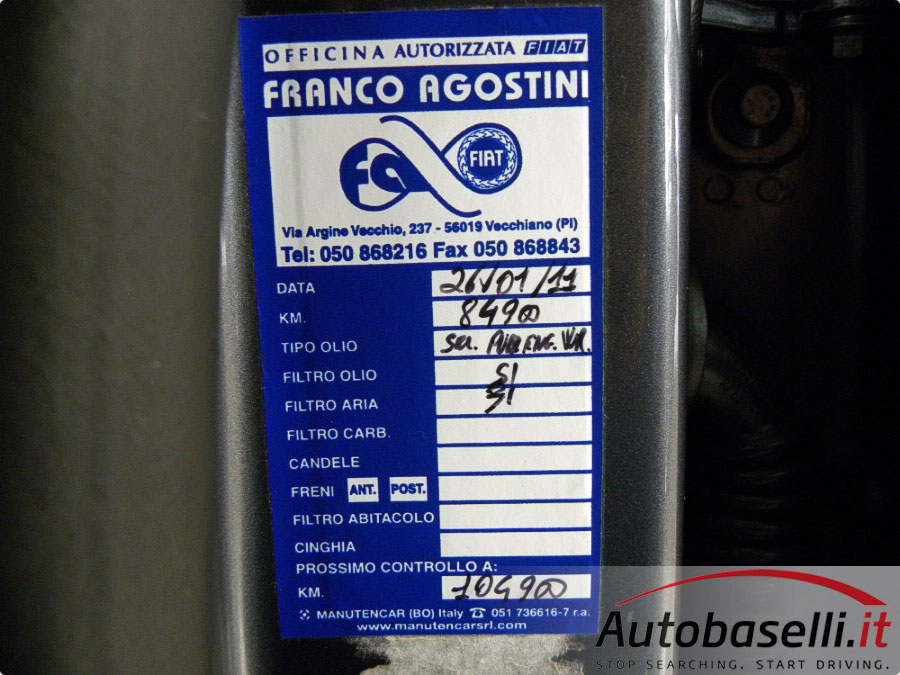 OFFICINA AUTORIZZATA FIAT
FRANCO AGOSTINI
fa FIAT
Via Argine Vecchio, 237 - 56019 Vecchiano (PI)
Tel: 050 868216 Fax 050 868843
DATA 26/01/11
KM. 84900
TIPO OLIO
FILTRO OLIO SI
FILTRO ARIA SI
FILTRO CARB.
CANDELE
FRENI ANT. POST.
FILTRO ABITACOLO
CINGHIA
PROSSIMO CONTROLLO A:
KM. 104900
MANUTENCAR (BO) Italy ☎ 051 736616-7 r.a.
www.manutencarsrl.com
Autobaselli.it
STOP SEARCHING. START DRIVING.